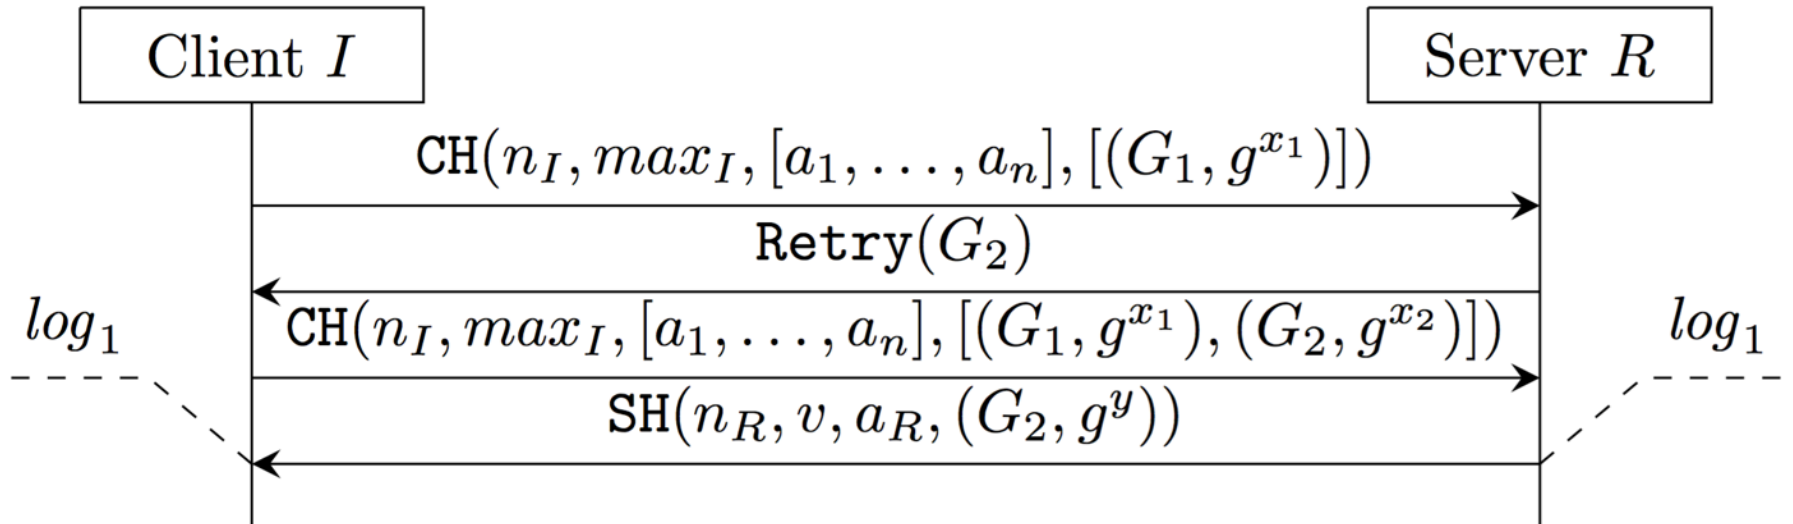 Client I
Server R
CH(n_I, max_I, [a_1, . . . , a_n], [(G_1, g^{x_1})])
Retry(G_2)
log_1
CH(n_I, max_I, [a_1, . . . , a_n], [(G_1, g^{x_1}), (G_2, g^{x_2})])
log_1
SH(n_R, v, a_R, (G_2, g^y))